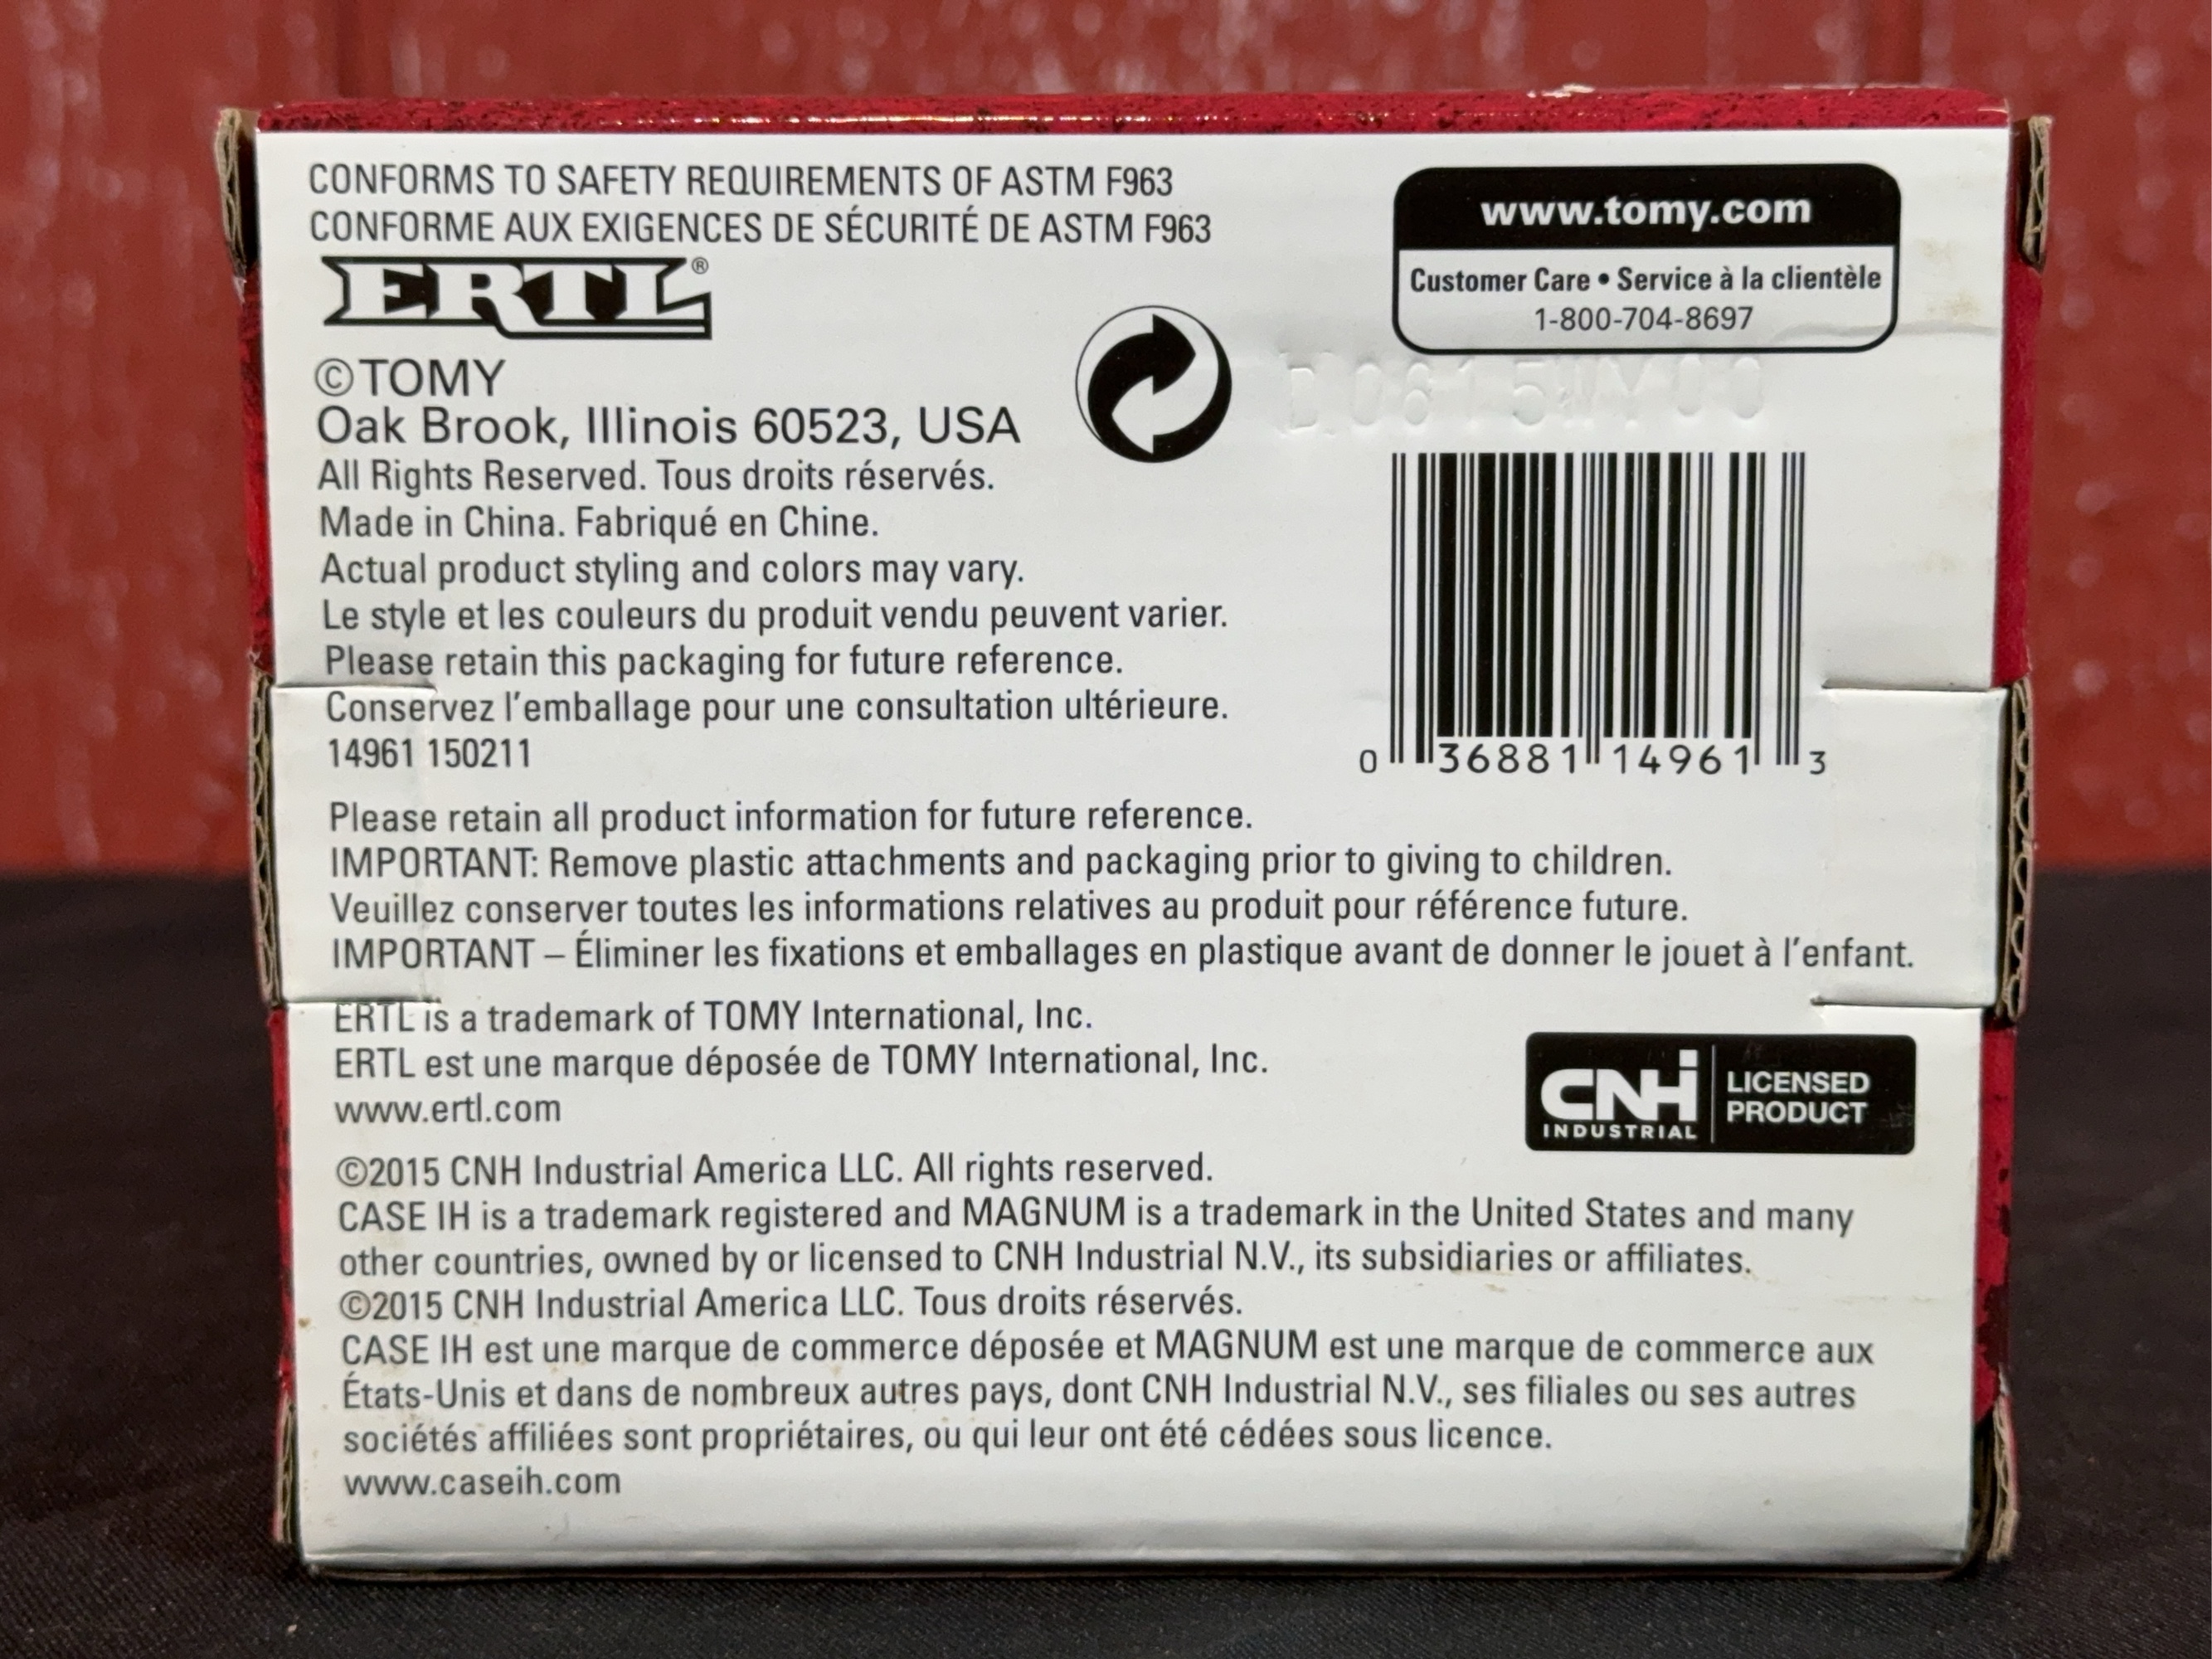 CONFORMS TO SAFETY REQUIREMENTS OF ASTM F963
CONFORME AUX EXIGENCES DE SÉCURITÉ DE ASTM F963
ERTL®
©TOMY
Oak Brook, Illinois 60523, USA
All Rights Reserved. Tous droits réservés.
Made in China. Fabriqué en Chine.
Actual product styling and colors may vary.
Le style et les couleurs du produit vendu peuvent varier.
Please retain this packaging for future reference.
Conservez l'emballage pour une consultation ultérieure.
14961 150211
www.tomy.com
Customer Care • Service à la clientèle
1-800-704-8697
0 36881 14961 3
Please retain all product information for future reference.
IMPORTANT: Remove plastic attachments and packaging prior to giving to children.
Veuillez conserver toutes les informations relatives au produit pour référence future.
IMPORTANT – Éliminer les fixations et emballages en plastique avant de donner le jouet à l'enfant.
ERTL is a trademark of TOMY International, Inc.
ERTL est une marque déposée de TOMY International, Inc.
www.ertl.com
CNH INDUSTRIAL
LICENSED
PRODUCT
©2015 CNH Industrial America LLC. All rights reserved.
CASE IH is a trademark registered and MAGNUM is a trademark in the United States and many
other countries, owned by or licensed to CNH Industrial N.V., its subsidiaries or affiliates.
©2015 CNH Industrial America LLC. Tous droits réservés.
CASE IH est une marque de commerce déposée et MAGNUM est une marque de commerce aux
États-Unis et dans de nombreux autres pays, dont CNH Industrial N.V., ses filiales ou ses autres
sociétés affiliées sont propriétaires, ou qui leur ont été cédées sous licence.
www.caseih.com